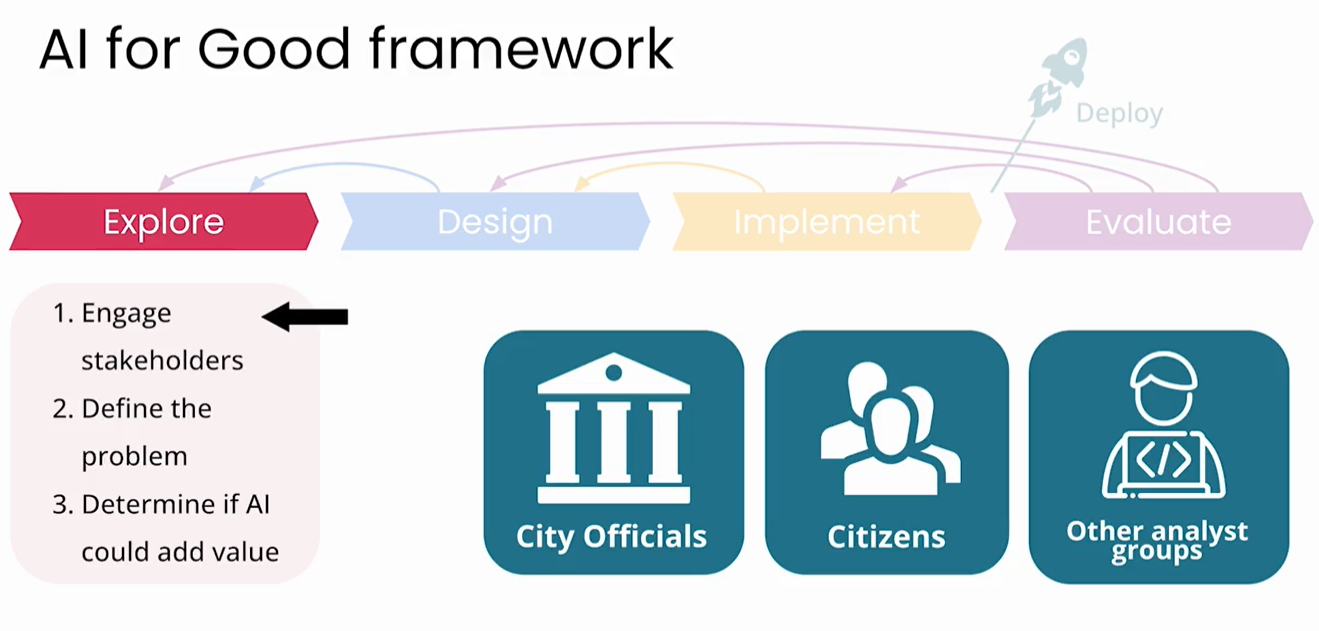 AI for Good framework
Deploy
Explore
Design
Implement
Evaluate
1. Engage
stakeholders
2. Define the
problem
3. Determine if AI
could add value
City Officials
Citizens
</>
Other analyst
groups